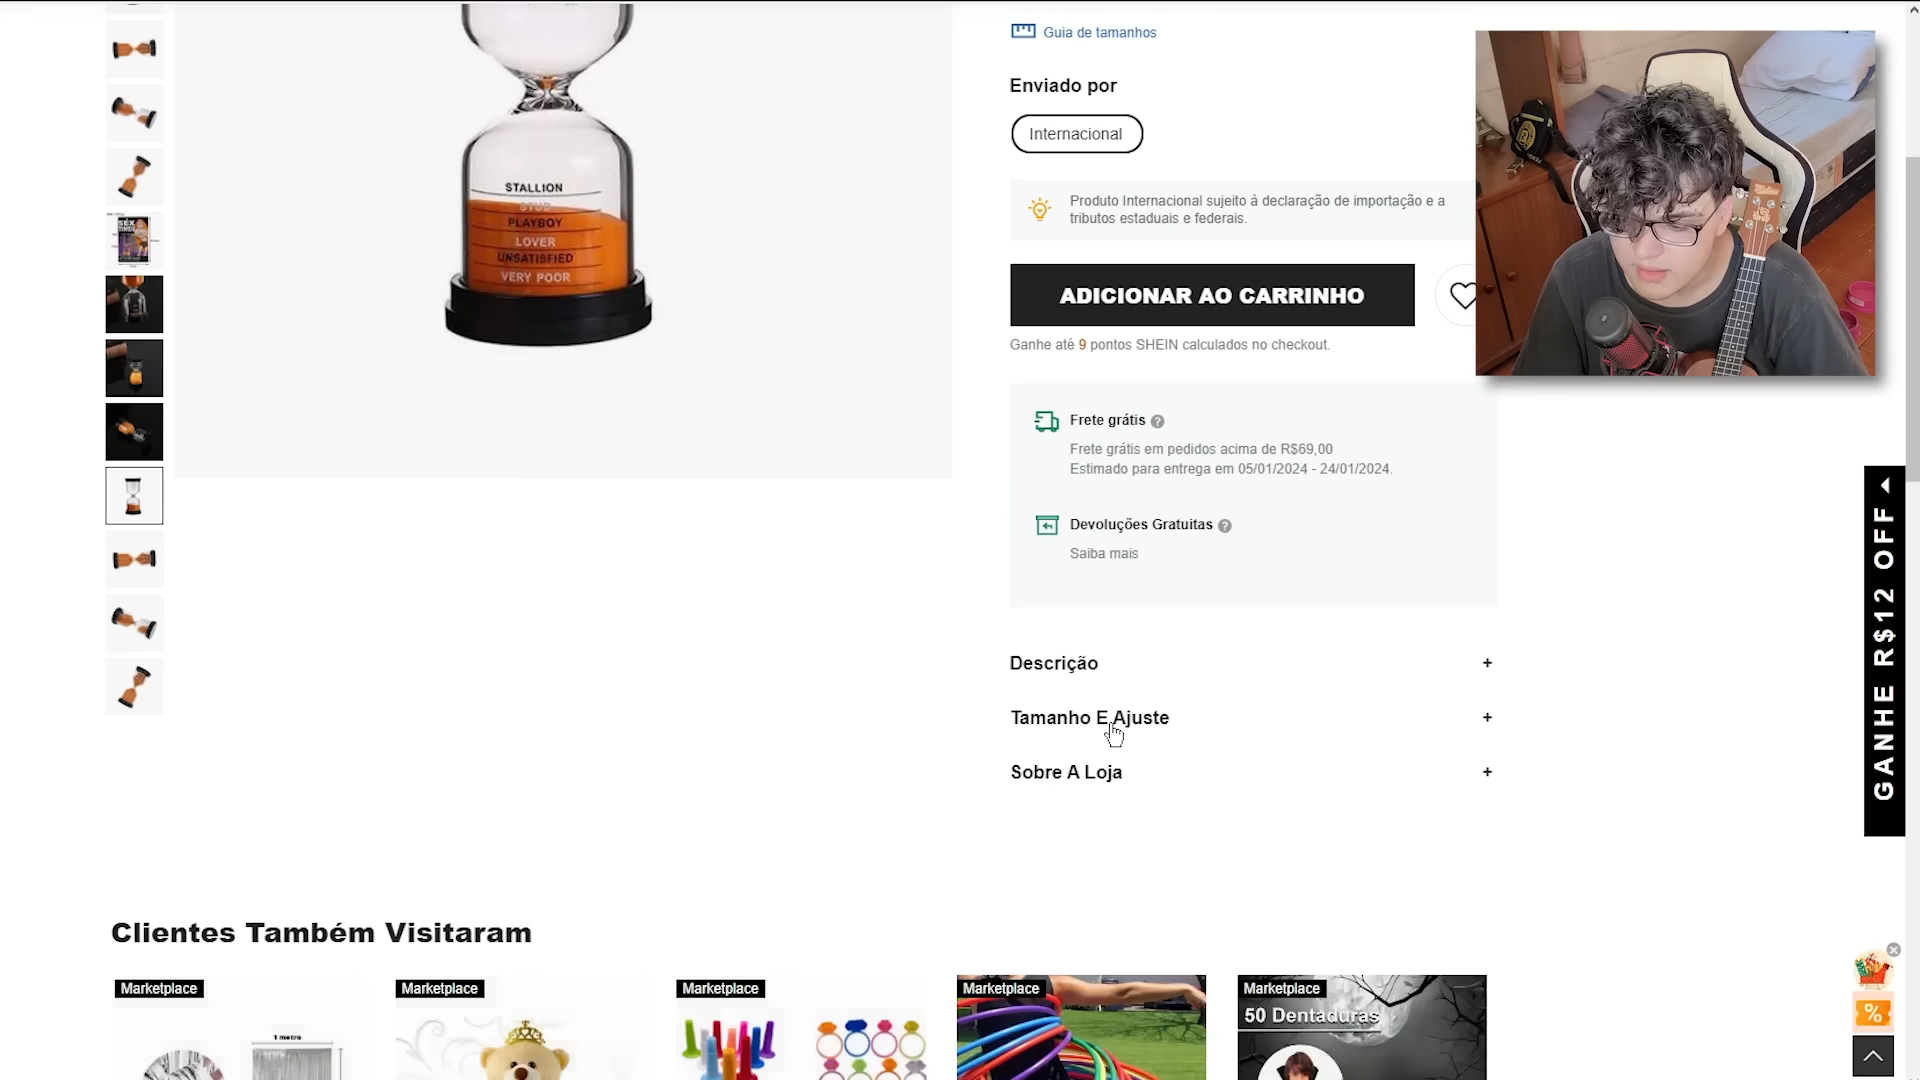 Guia de tamanhos
Enviado por
Internacional
Produto Internacional sujeito à declaração de importação e a
tributos estaduais e federais.
ADICIONAR AO CARRINHO
Ganhe até 9 pontos SHEIN calculados no checkout.
Frete grátis
Frete grátis em pedidos acima de R$69,00
Estimado para entrega em 05/01/2024 - 24/01/2024.
Devoluções Gratuitas
Saiba mais
Descrição +
Tamanho E Ajuste +
Sobre A Loja +
STALLION
STUD
PLAYBOY
LOVER
UNSATISFIED
VERY POOR
GANHE R$12 OFF
Clientes Também Visitaram
Marketplace
1 metro
Marketplace
Marketplace
Marketplace
Marketplace
50 Dentaduras
%